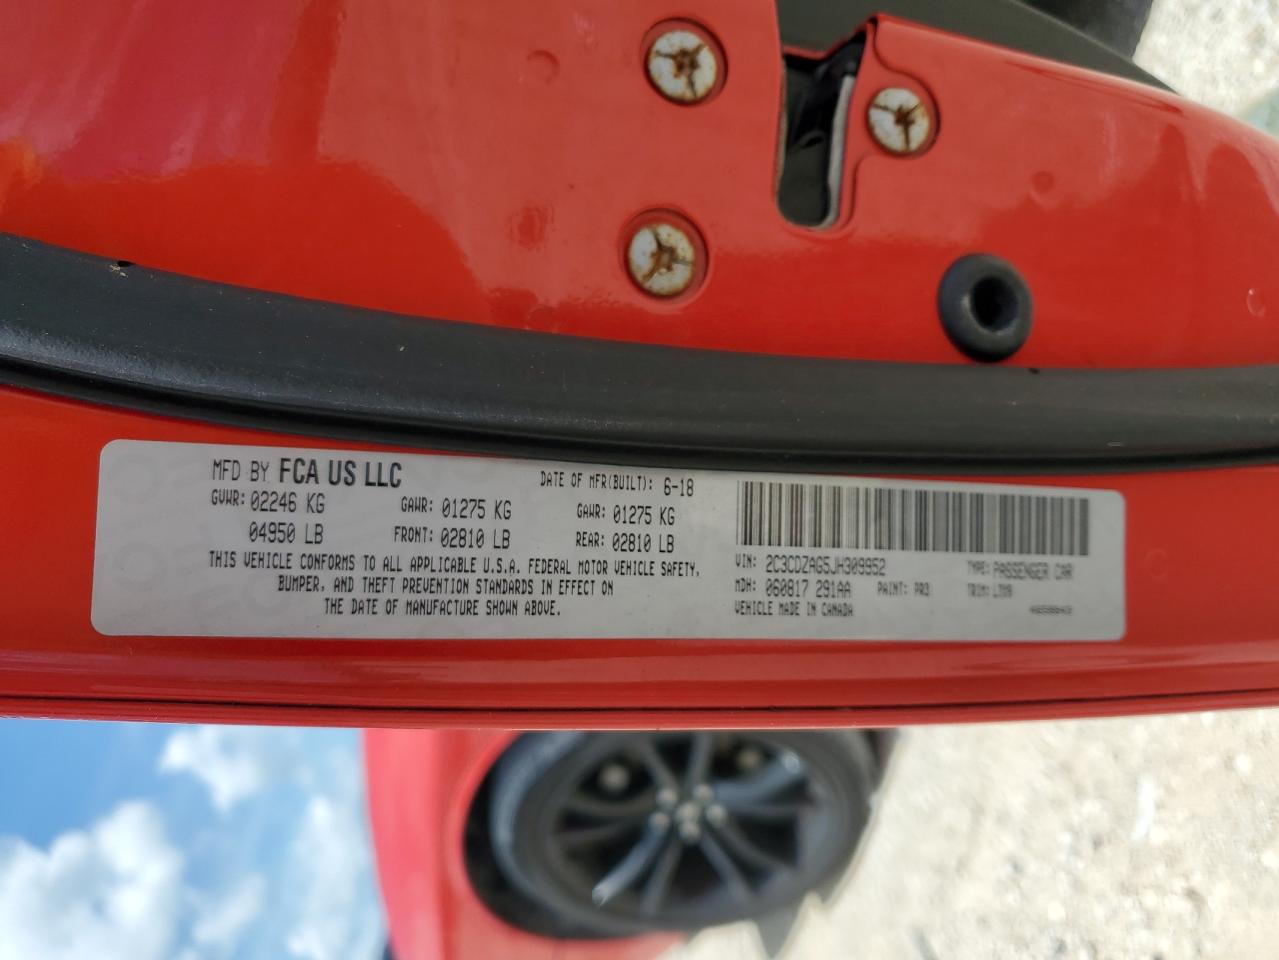 MFD BY FCA US LLC DATE OF MFR(BUILT): 6-18
GVWR: 02246 KG GAWR: 01275 KG GAWR: 01275 KG
04950 LB FRONT: 02810 LB REAR: 02810 LB
THIS VEHICLE CONFORMS TO ALL APPLICABLE U.S.A. FEDERAL MOTOR VEHICLE SAFETY,
BUMPER, AND THEFT PREVENTION STANDARDS IN EFFECT ON
THE DATE OF MANUFACTURE SHOWN ABOVE.
VIN: 2C3CDZAG5JH309952 TYPE: PASSENGER CAR
MDH: 060817 291AA PAINT: PR3 TRIM: LTX9
VEHICLE MADE IN CANADA